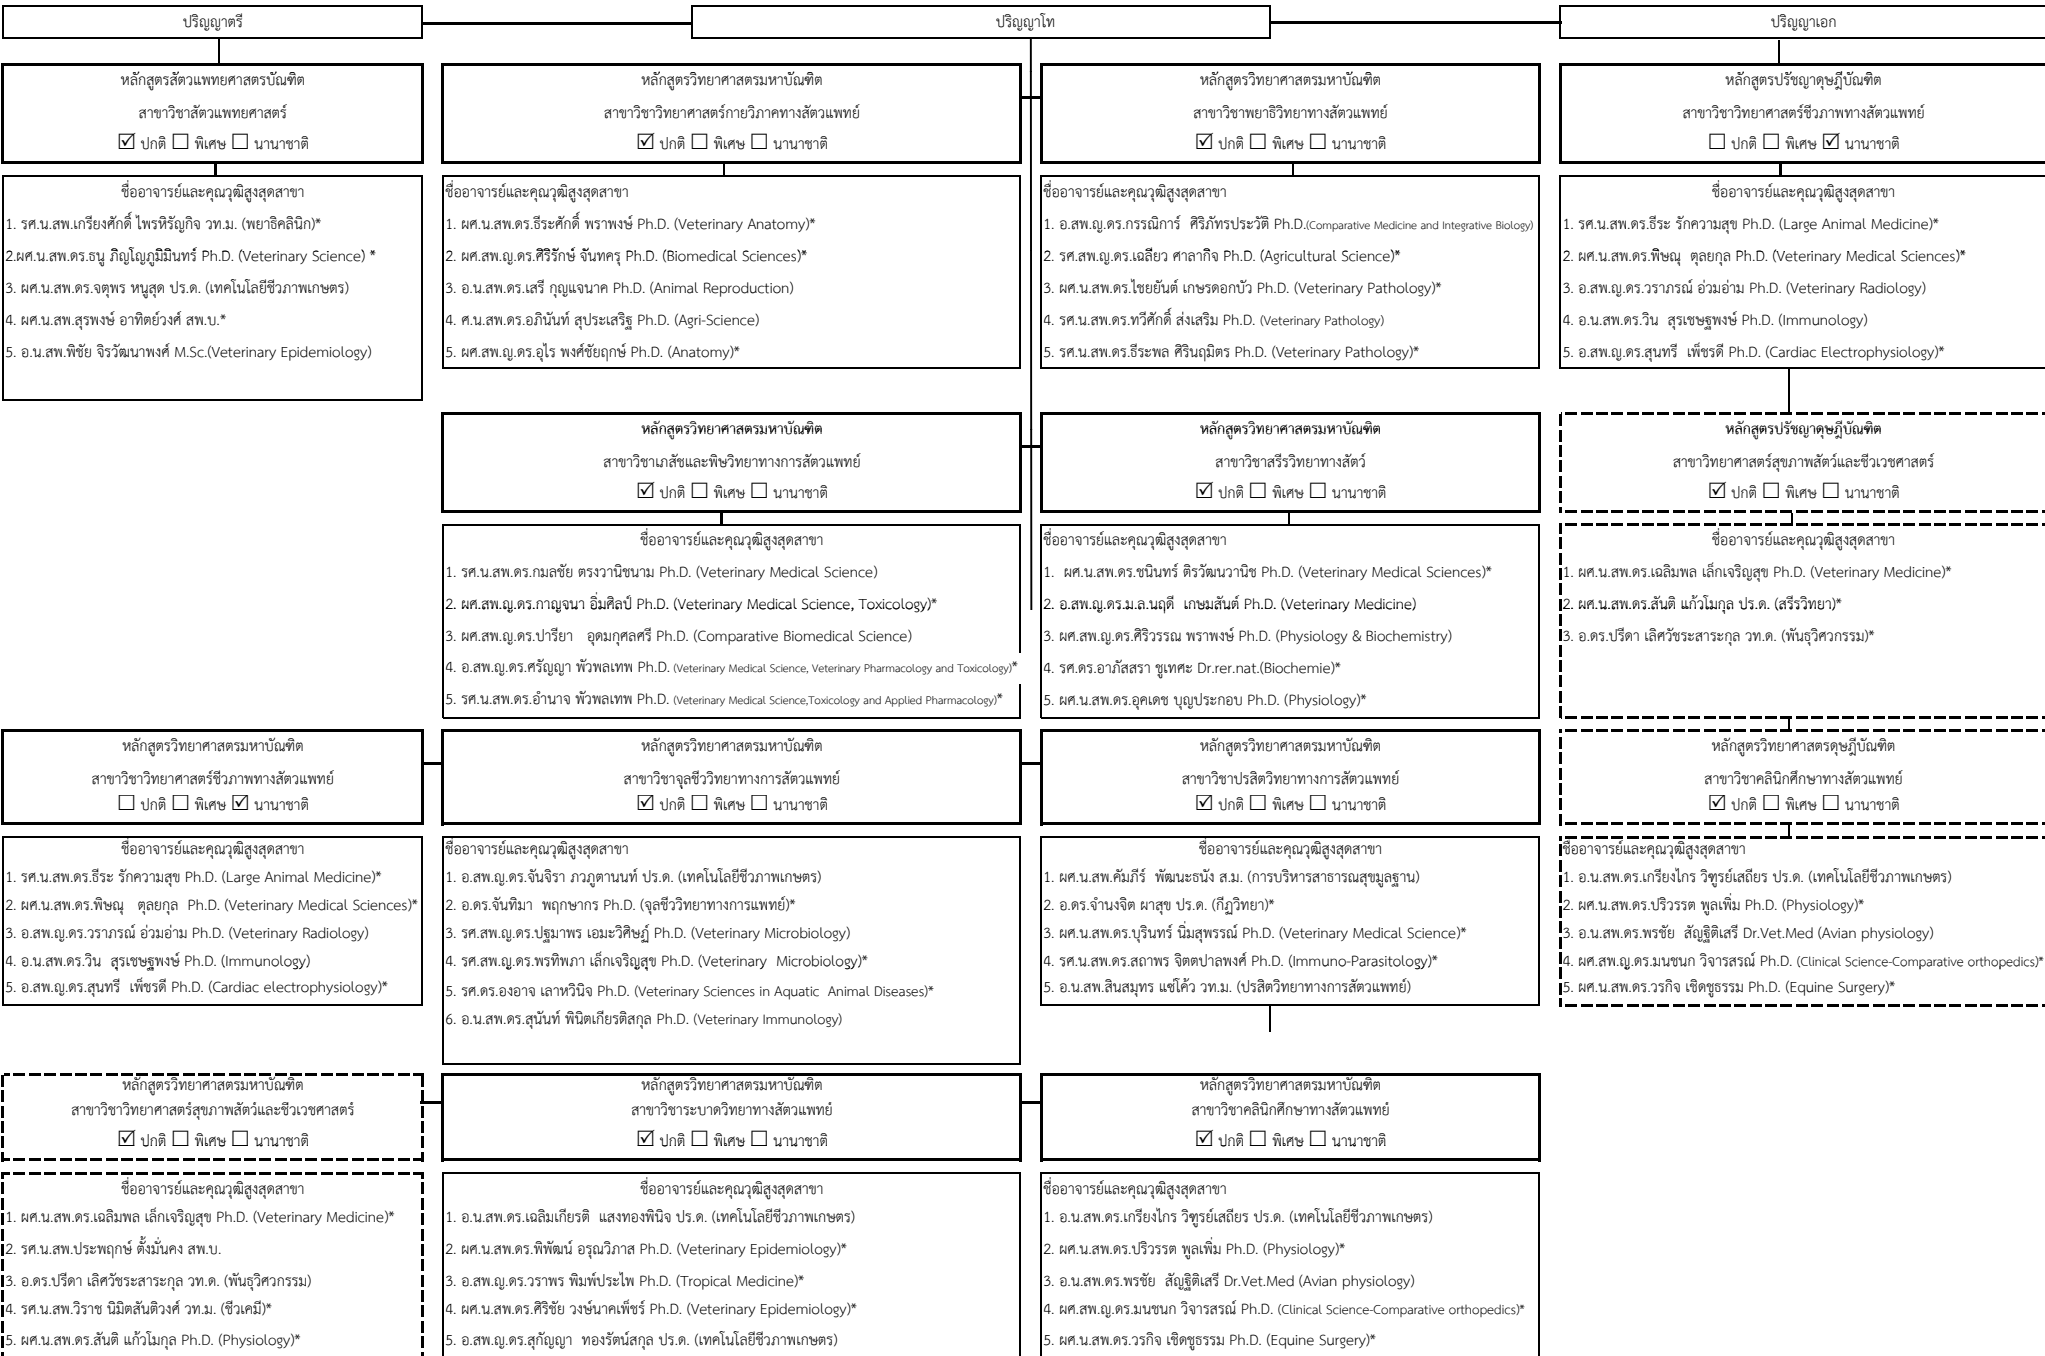 ปริญญาตรี
ปริญญาโท
ปริญญาเอก
หลักสูตรสัตวแพทยศาสตรบัณฑิต
สาขาวิชาสัตวแพทยศาสตร์
☑ ปกติ ☐ พิเศษ ☐ นานาชาติ
ชื่ออาจารย์และคุณวุฒิสูงสุดสาขา
1. รศ.น.สพ.เกรียงศักดิ์ ไพรหิรัญกิจ วท.ม. (พยาธิคลินิก)*
2.ผศ.น.สพ.ดร.ธนู ภิญโญภูมิมินทร์ Ph.D. (Veterinary Science) *
3. ผศ.น.สพ.ดร.จตุพร หนูสุด ปร.ด. (เทคโนโลยีชีวภาพเกษตร)
4. ผศ.น.สพ.สุรพงษ์ อาทิตย์วงศ์ สพ.บ.*
5. อ.น.สพ.พิชัย จิรวัฒนาพงศ์ M.Sc.(Veterinary Epidemiology)
หลักสูตรวิทยาศาสตรมหาบัณฑิต
สาขาวิชาวิทยาศาสตร์กายวิภาคทางสัตวแพทย์
☑ ปกติ ☐ พิเศษ ☐ นานาชาติ
ชื่ออาจารย์และคุณวุฒิสูงสุดสาขา
1. ผศ.น.สพ.ดร.ธีระศักดิ์ พราพงษ์ Ph.D. (Veterinary Anatomy)*
2. ผศ.สพ.ญ.ดร.ศิริรักษ์ จันทครุ Ph.D. (Biomedical Sciences)*
3. อ.น.สพ.ดร.เสรี กุญแจนาค Ph.D. (Animal Reproduction)
4. ศ.น.สพ.ดร.อภินันท์ สุประเสริฐ Ph.D. (Agri-Science)
5. ผศ.สพ.ญ.ดร.อุไร พงศ์ชัยฤกษ์ Ph.D. (Anatomy)*
หลักสูตรวิทยาศาสตรมหาบัณฑิต
สาขาวิชาพยาธิวิทยาทางสัตวแพทย์
☑ ปกติ ☐ พิเศษ ☐ นานาชาติ
ชื่ออาจารย์และคุณวุฒิสูงสุดสาขา
1. อ.สพ.ญ.ดร.กรรณิการ์ ศิริภัทรประวัติ Ph.D.(Comparative Medicine and Integrative Biology)
2. รศ.สพ.ญ.ดร.เฉลียว ศาลากิจ Ph.D. (Agricultural Science)*
3. ผศ.น.สพ.ดร.ไชยยันต์ เกษรดอกบัว Ph.D. (Veterinary Pathology)*
4. รศ.น.สพ.ดร.ทวีศักดิ์ ส่งเสริม Ph.D. (Veterinary Pathology)
5. รศ.น.สพ.ดร.ธีระพล ศิรินฤมิตร Ph.D. (Veterinary Pathology)*
หลักสูตรปรัชญาดุษฎีบัณฑิต
สาขาวิชาวิทยาศาสตร์ชีวภาพทางสัตวแพทย์
☐ ปกติ ☐ พิเศษ ☑ นานาชาติ
ชื่ออาจารย์และคุณวุฒิสูงสุดสาขา
1. รศ.น.สพ.ดร.ธีระ รักความสุข Ph.D. (Large Animal Medicine)*
2. ผศ.น.สพ.ดร.พิษณุ ตุลยกุล Ph.D. (Veterinary Medical Sciences)*
3. อ.สพ.ญ.ดร.วราภรณ์ อ่วมอ่าม Ph.D. (Veterinary Radiology)
4. อ.น.สพ.ดร.วิน สุรเชษฐพงษ์ Ph.D. (Immunology)
5. อ.สพ.ญ.ดร.สุนทรี เพ็ชรดี Ph.D. (Cardiac Electrophysiology)*
หลักสูตรวิทยาศาสตรมหาบัณฑิต
สาขาวิชาเภสัชและพิษวิทยาทางการสัตวแพทย์
☑ ปกติ ☐ พิเศษ ☐ นานาชาติ
ชื่ออาจารย์และคุณวุฒิสูงสุดสาขา
1. รศ.น.สพ.ดร.กมลชัย ตรงวานิชนาม Ph.D. (Veterinary Medical Science)
2. ผศ.สพ.ญ.ดร.กาญจนา อิ่มศิลป์ Ph.D. (Veterinary Medical Science, Toxicology)*
3. ผศ.สพ.ญ.ดร.ปารียา อุดมกุศลศรี Ph.D. (Comparative Biomedical Science)
4. อ.สพ.ญ.ดร.ศรัญญา พัวพลเทพ Ph.D. (Veterinary Medical Science, Veterinary Pharmacology and Toxicology)*
5. รศ.น.สพ.ดร.อำนาจ พัวพลเทพ Ph.D. (Veterinary Medical Science,Toxicology and Applied Pharmacology)*
หลักสูตรวิทยาศาสตรมหาบัณฑิต
สาขาวิชาสรีรวิทยาทางสัตว์
☑ ปกติ ☐ พิเศษ ☐ นานาชาติ
ชื่ออาจารย์และคุณวุฒิสูงสุดสาขา
1. ผศ.น.สพ.ดร.ชนินทร์ ติรวัฒนวานิช Ph.D. (Veterinary Medical Sciences)*
2. อ.สพ.ญ.ดร.ม.ล.นฤดี เกษมสันต์ Ph.D. (Veterinary Medicine)
3. ผศ.สพ.ญ.ดร.ศิริวรรณ พราพงษ์ Ph.D. (Physiology & Biochemistry)
4. รศ.ดร.อาภัสสรา ชูเทศะ Dr.rer.nat.(Biochemie)*
5. ผศ.น.สพ.ดร.อุคเดช บุญประกอบ Ph.D. (Physiology)*
หลักสูตรปรัชญาดุษฎีบัณฑิต
สาขาวิทยาศาสตร์สุขภาพสัตว์และชีวเวชศาสตร์
☑ ปกติ ☐ พิเศษ ☐ นานาชาติ
ชื่ออาจารย์และคุณวุฒิสูงสุดสาขา
1. ผศ.น.สพ.ดร.เฉลิมพล เล็กเจริญสุข Ph.D. (Veterinary Medicine)*
2. ผศ.น.สพ.ดร.สันติ แก้วโมกุล ปร.ด. (สรีรวิทยา)*
3. อ.ดร.ปรีดา เลิศวัชระสาระกุล วท.ด. (พันธุวิศวกรรม)*
หลักสูตรวิทยาศาสตรมหาบัณฑิต
สาขาวิชาวิทยาศาสตร์ชีวภาพทางสัตวแพทย์
☐ ปกติ ☐ พิเศษ ☑ นานาชาติ
ชื่ออาจารย์และคุณวุฒิสูงสุดสาขา
1. รศ.น.สพ.ดร.ธีระ รักความสุข Ph.D. (Large Animal Medicine)*
2. ผศ.น.สพ.ดร.พิษณุ ตุลยกุล Ph.D. (Veterinary Medical Sciences)*
3. อ.สพ.ญ.ดร.วราภรณ์ อ่วมอ่าม Ph.D. (Veterinary Radiology)
4. อ.น.สพ.ดร.วิน สุรเชษฐพงษ์ Ph.D. (Immunology)
5. อ.สพ.ญ.ดร.สุนทรี เพ็ชรดี Ph.D. (Cardiac electrophysiology)*
หลักสูตรวิทยาศาสตรมหาบัณฑิต
สาขาวิชาจุลชีววิทยาทางการสัตวแพทย์
☑ ปกติ ☐ พิเศษ ☐ นานาชาติ
ชื่ออาจารย์และคุณวุฒิสูงสุดสาขา
1. อ.สพ.ญ.ดร.จันจิรา ภวภูตานนท์ ปร.ด. (เทคโนโลยีชีวภาพเกษตร)
2. อ.ดร.จันทิมา พฤกษากร Ph.D. (จุลชีววิทยาทางการแพทย์)*
3. รศ.สพ.ญ.ดร.ปฐมาพร เอมะวิศิษฏ์ Ph.D. (Veterinary Microbiology)
4. รศ.สพ.ญ.ดร.พรทิพภา เล็กเจริญสุข Ph.D. (Veterinary Microbiology)*
5. รศ.ดร.องอาจ เลาหวินิจ Ph.D. (Veterinary Sciences in Aquatic Animal Diseases)*
6. อ.น.สพ.ดร.สุนันท์ พินิตเกียรติสกุล Ph.D. (Veterinary Immunology)
หลักสูตรวิทยาศาสตรมหาบัณฑิต
สาขาวิชาปรสิตวิทยาทางการสัตวแพทย์
☑ ปกติ ☐ พิเศษ ☐ นานาชาติ
ชื่ออาจารย์และคุณวุฒิสูงสุดสาขา
1. ผศ.น.สพ.คัมภีร์ พัฒนะธนัง ส.ม. (การบริหารสาธารณสุขมูลฐาน)
2. อ.ดร.จำนงจิต ผาสุข ปร.ด. (กีฏวิทยา)*
3. ผศ.น.สพ.ดร.บุรินทร์ นิ่มสุพรรณ์ Ph.D. (Veterinary Medical Science)*
4. รศ.น.สพ.ดร.สถาพร จิตตปาลพงศ์ Ph.D. (Immuno-Parasitology)*
5. อ.น.สพ.สินสมุทร แซ่โค้ว วท.ม. (ปรสิตวิทยาทางการสัตวแพทย์)
หลักสูตรวิทยาศาสตรดุษฎีบัณฑิต
สาขาวิชาคลินิกศึกษาทางสัตวแพทย์
☑ ปกติ ☐ พิเศษ ☐ นานาชาติ
ชื่ออาจารย์และคุณวุฒิสูงสุดสาขา
1. อ.น.สพ.ดร.เกรียงไกร วิฑูรย์เสถียร ปร.ด. (เทคโนโลยีชีวภาพเกษตร)
2. ผศ.น.สพ.ดร.ปริวรรต พูลเพิ่ม Ph.D. (Physiology)*
3. อ.น.สพ.ดร.พรชัย สัญฐิติเสรี Dr.Vet.Med (Avian physiology)
4. ผศ.สพ.ญ.ดร.มนชนก วิจารสรณ์ Ph.D. (Clinical Science-Comparative orthopedics)*
5. ผศ.น.สพ.ดร.วรกิจ เชิดชูธรรม Ph.D. (Equine Surgery)*
หลักสูตรวิทยาศาสตรมหาบัณฑิต
สาขาวิชาวิทยาศาสตร์สุขภาพสัตว์และชีวเวชศาสตร์
☑ ปกติ ☐ พิเศษ ☐ นานาชาติ
ชื่ออาจารย์และคุณวุฒิสูงสุดสาขา
1. ผศ.น.สพ.ดร.เฉลิมพล เล็กเจริญสุข Ph.D. (Veterinary Medicine)*
2. รศ.น.สพ.ประพฤกษ์ ตั้งมั่นคง สพ.บ.
3. อ.ดร.ปรีดา เลิศวัชระสาระกุล วท.ด. (พันธุวิศวกรรม)
4. รศ.น.สพ.วิราช นิมิตสันติวงศ์ วท.ม. (ชีวเคมี)*
5. ผศ.น.สพ.ดร.สันติ แก้วโมกุล Ph.D. (Physiology)*
หลักสูตรวิทยาศาสตรมหาบัณฑิต
สาขาวิชาระบาดวิทยาทางสัตวแพทย์
☑ ปกติ ☐ พิเศษ ☐ นานาชาติ
ชื่ออาจารย์และคุณวุฒิสูงสุดสาขา
1. อ.น.สพ.ดร.เฉลิมเกียรติ แสงทองพินิจ ปร.ด. (เทคโนโลยีชีวภาพเกษตร)
2. ผศ.น.สพ.ดร.พิพัฒน์ อรุณวิภาส Ph.D. (Veterinary Epidemiology)*
3. อ.สพ.ญ.ดร.วราพร พิมพ์ประไพ Ph.D. (Tropical Medicine)*
4. ผศ.น.สพ.ดร.ศิริชัย วงษ์นาคเพ็ชร์ Ph.D. (Veterinary Epidemiology)*
5. อ.สพ.ญ.ดร.สุกัญญา ทองรัตน์สกุล ปร.ด. (เทคโนโลยีชีวภาพเกษตร)
หลักสูตรวิทยาศาสตรมหาบัณฑิต
สาขาวิชาคลินิกศึกษาทางสัตวแพทย์
☑ ปกติ ☐ พิเศษ ☐ นานาชาติ
ชื่ออาจารย์และคุณวุฒิสูงสุดสาขา
1. อ.น.สพ.ดร.เกรียงไกร วิฑูรย์เสถียร ปร.ด. (เทคโนโลยีชีวภาพเกษตร)
2. ผศ.น.สพ.ดร.ปริวรรต พูลเพิ่ม Ph.D. (Physiology)*
3. อ.น.สพ.ดร.พรชัย สัญฐิติเสรี Dr.Vet.Med (Avian physiology)
4. ผศ.สพ.ญ.ดร.มนชนก วิจารสรณ์ Ph.D. (Clinical Science-Comparative orthopedics)*
5. ผศ.น.สพ.ดร.วรกิจ เชิดชูธรรม Ph.D. (Equine Surgery)*